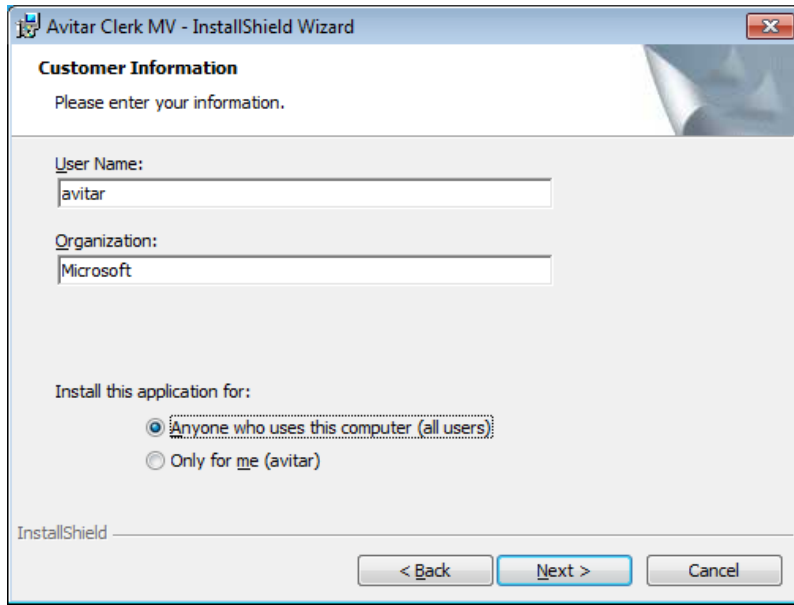 Avitar Clerk MV - InstallShield Wizard
Customer Information
Please enter your information.
User Name:
avitar
Organization:
Microsoft
Install this application for:
Anyone who uses this computer (all users)
Only for me (avitar)
InstallShield
< Back Next > Cancel